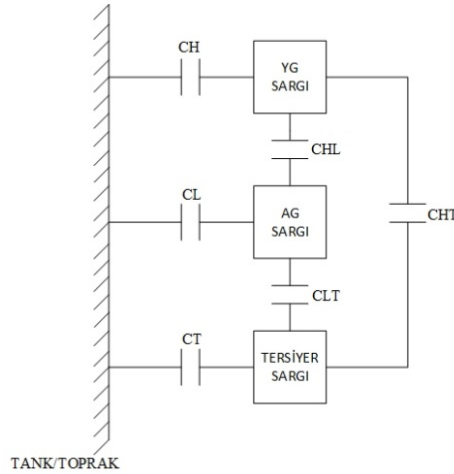 CH
YG
SARGI
CHL
CL
AG
SARGI
CHT
CLT
CT
TERSİYER
SARGI
TANK/TOPRAK